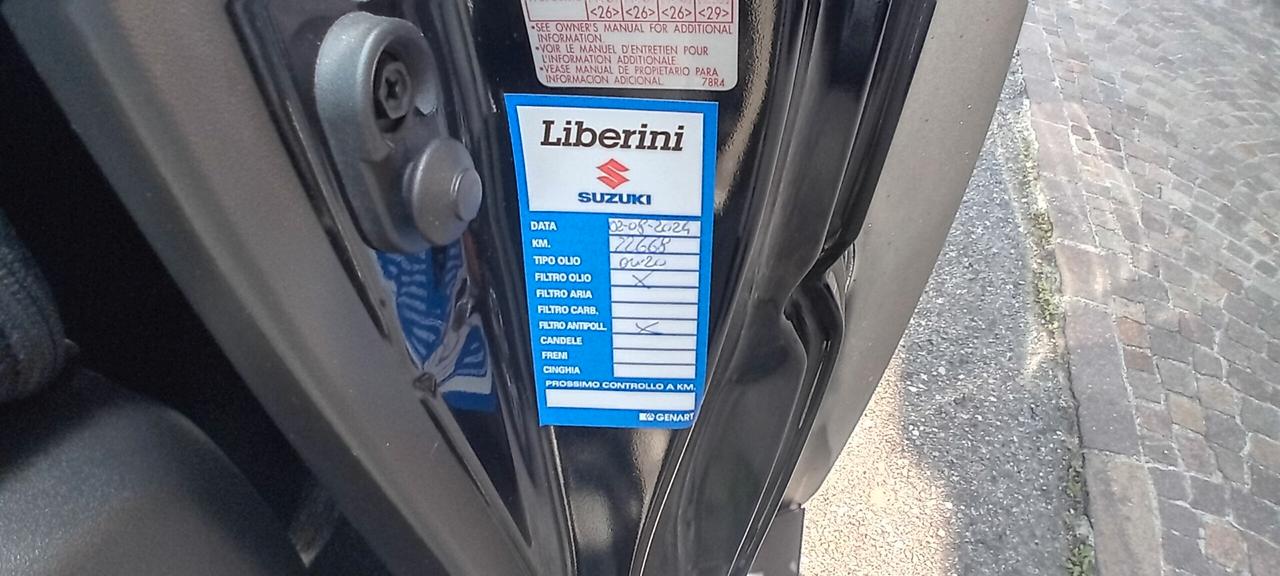 <26> <26> <26> <29>
•SEE OWNER'S MANUAL FOR ADDITIONAL
INFORMATION.
•VOIR LE MANUEL D'ENTRETIEN POUR
L'INFORMATION ADDITIONALE.
•VEASE MANUAL DE PROPIETARIO PARA
INFORMACION ADICIONAL. 78R4
Liberini
SUZUKI
DATA 02-08-2024
KM. 22668
TIPO OLIO 0W-20
FILTRO OLIO X
FILTRO ARIA
FILTRO CARB.
FILTRO ANTIPOLL. X
CANDELE
FRENI
CINGHIA
PROSSIMO CONTROLLO A KM.
GENART